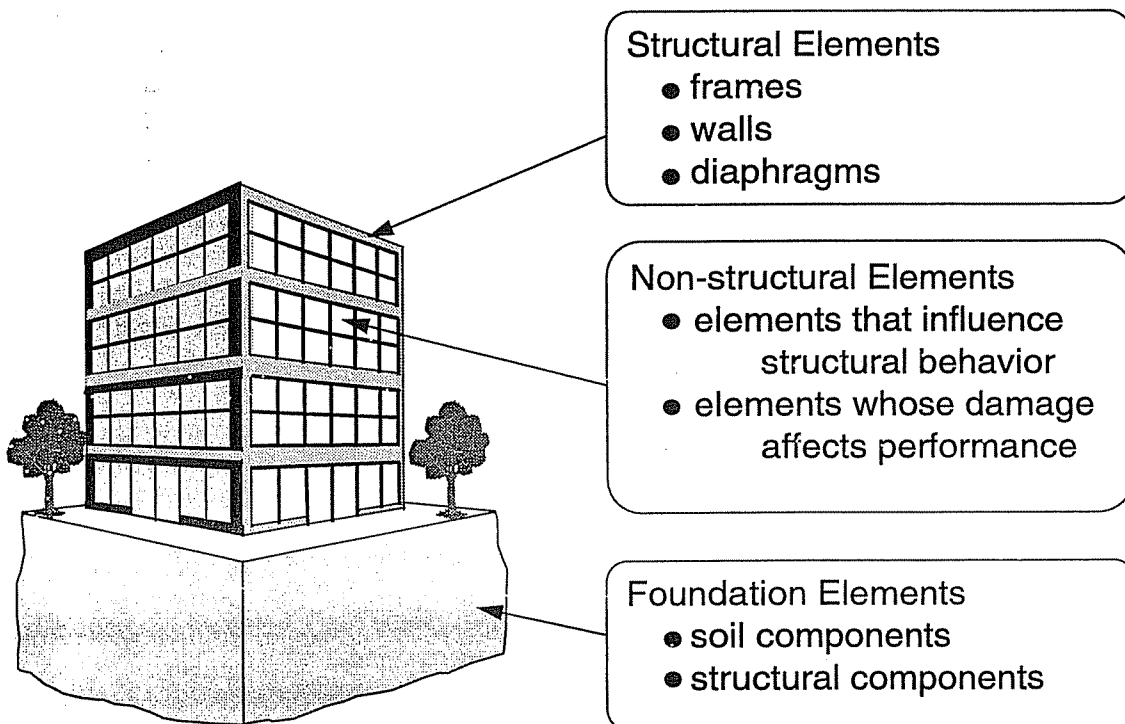 Structural Elements
● frames
● walls
● diaphragms
Non-structural Elements
● elements that influence
structural behavior
● elements whose damage
affects performance
Foundation Elements
● soil components
● structural components